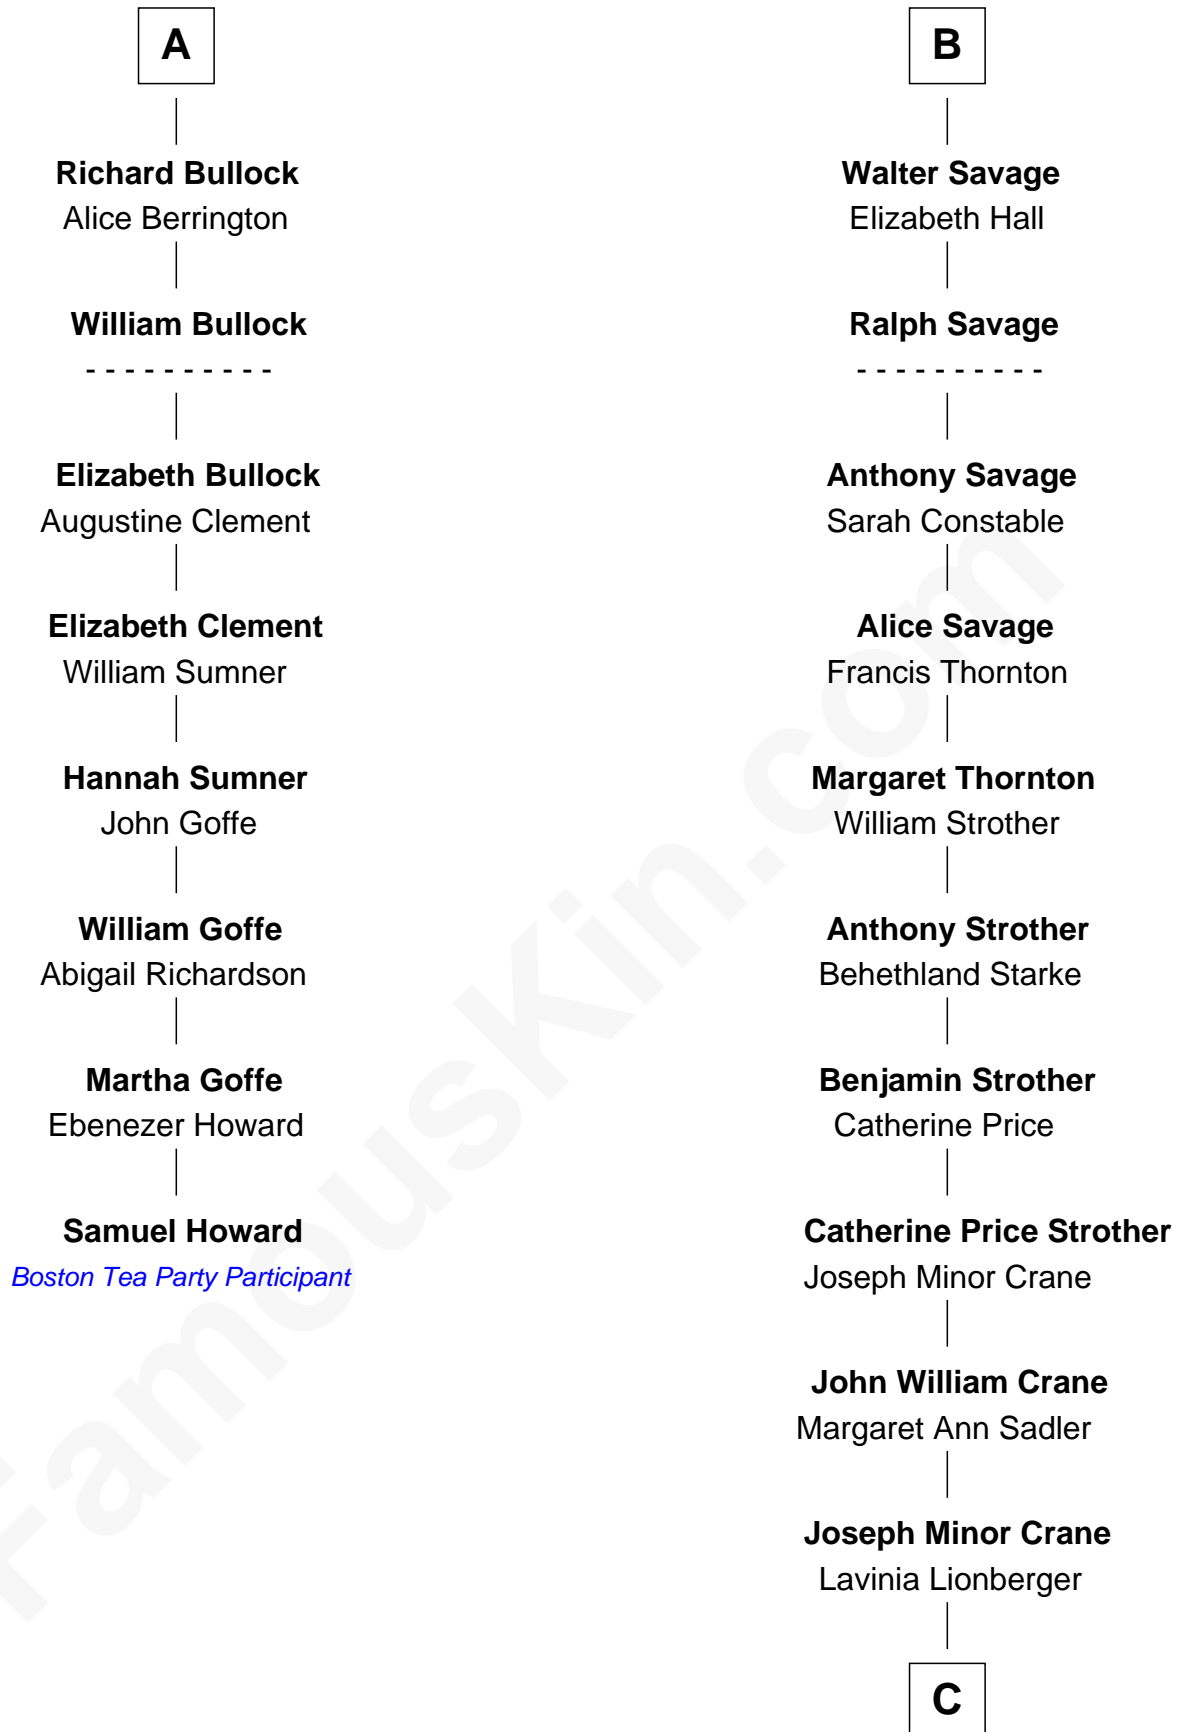 A
Richard Bullock
Alice Berrington
William Bullock
- - - - - - - - - -
Elizabeth Bullock
Augustine Clement
Elizabeth Clement
William Sumner
Hannah Sumner
John Goffe
William Goffe
Abigail Richardson
Martha Goffe
Ebenezer Howard
Samuel Howard
Boston Tea Party Participant
B
Walter Savage
Elizabeth Hall
Ralph Savage
- - - - - - - - - -
Anthony Savage
Sarah Constable
Alice Savage
Francis Thornton
Margaret Thornton
William Strother
Anthony Strother
Behethland Starke
Benjamin Strother
Catherine Price
Catherine Price Strother
Joseph Minor Crane
John William Crane
Margaret Ann Sadler
Joseph Minor Crane
Lavinia Lionberger
C
FamousKin.com